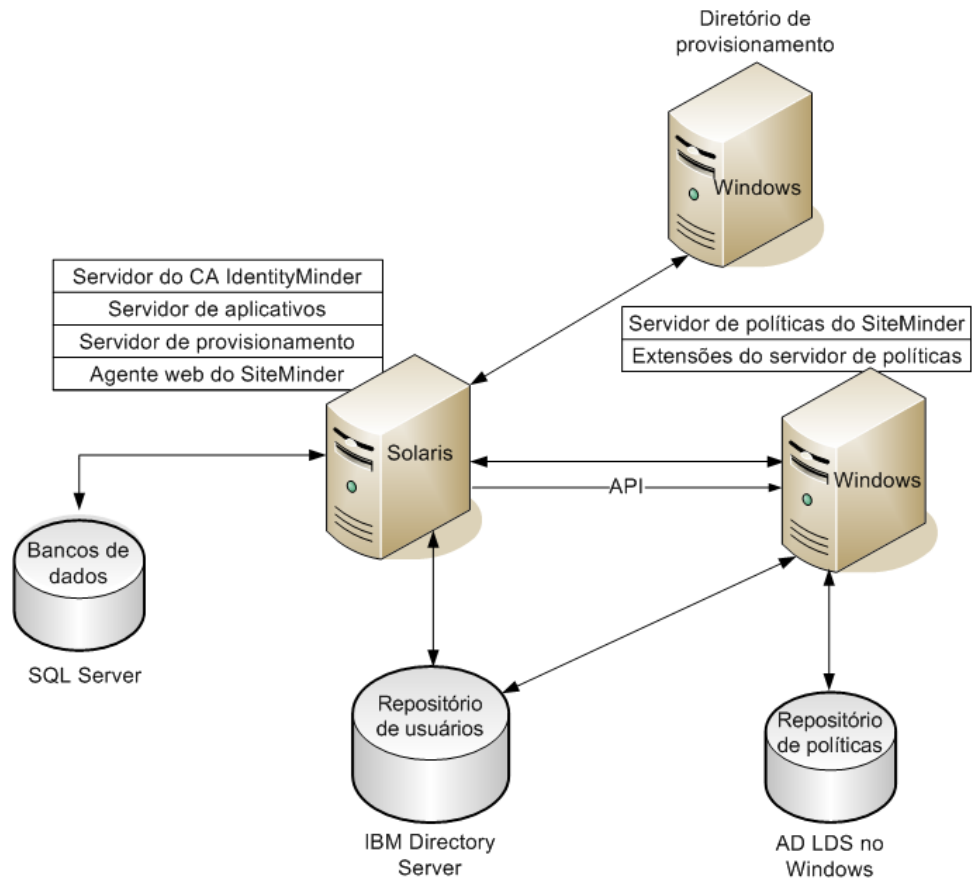 Diretório de
provisionamento
Windows
Servidor do CA IdentityMinder
Servidor de aplicativos
Servidor de provisionamento
Agente web do SiteMinder
Servidor de políticas do SiteMinder
Extensões do servidor de políticas
Solaris
API
Windows
Bancos de
dados
SQL Server
Repositório
de usuários
IBM Directory
Server
Repositório
de políticas
AD LDS no
Windows